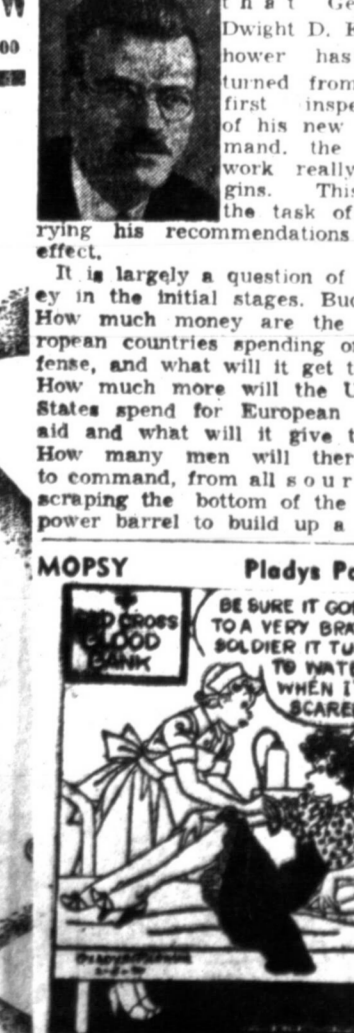 W
00
that Ge
Dwight D. E
hower has
turned from
first inspe
of his new
mand, the
work really
gins. This
the task of
rying his recommendations
effect.
It is largely a question of
ey in the initial stages. Bud
How much money are the
ropean countries spending on
fense, and what will it get t
How much more will the U
States spend for European
aid and what will it give t
How many men will ther
to command, from all sour
scraping the bottom of the
power barrel to build up a
MOPSY Pladys Pa
RED CROSS
BLOOD
BANK
BE SURE IT GOE
TO A VERY BRA
SOLDIER IT TU
TO WATE
WHEN I
SCARED